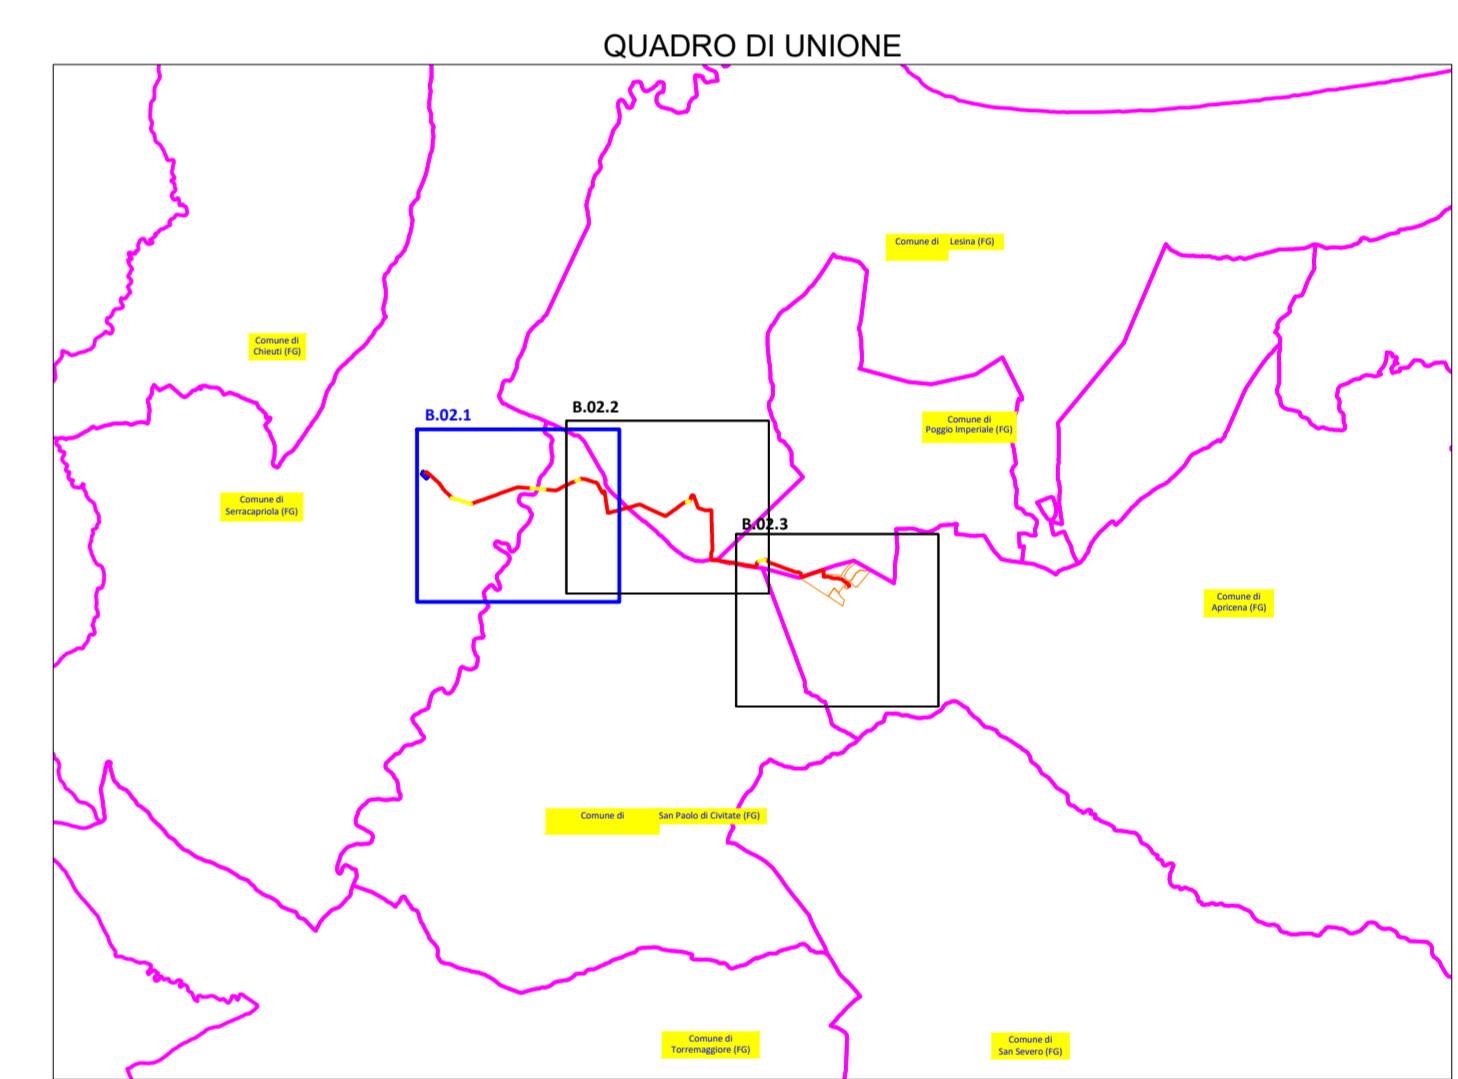 QUADRO DI UNIONE
Comune di Lesina (FG)
Comune di
Chieuti (FG)
B.02.1
B.02.2
Comune di
Poggio Imperiale (FG)
Comune di
Serracapriola (FG)
B.02.3
Comune di
Apricena (FG)
Comune di San Paolo di Civitate (FG)
Comune di
Torremaggiore (FG)
Comune di
San Severo (FG)